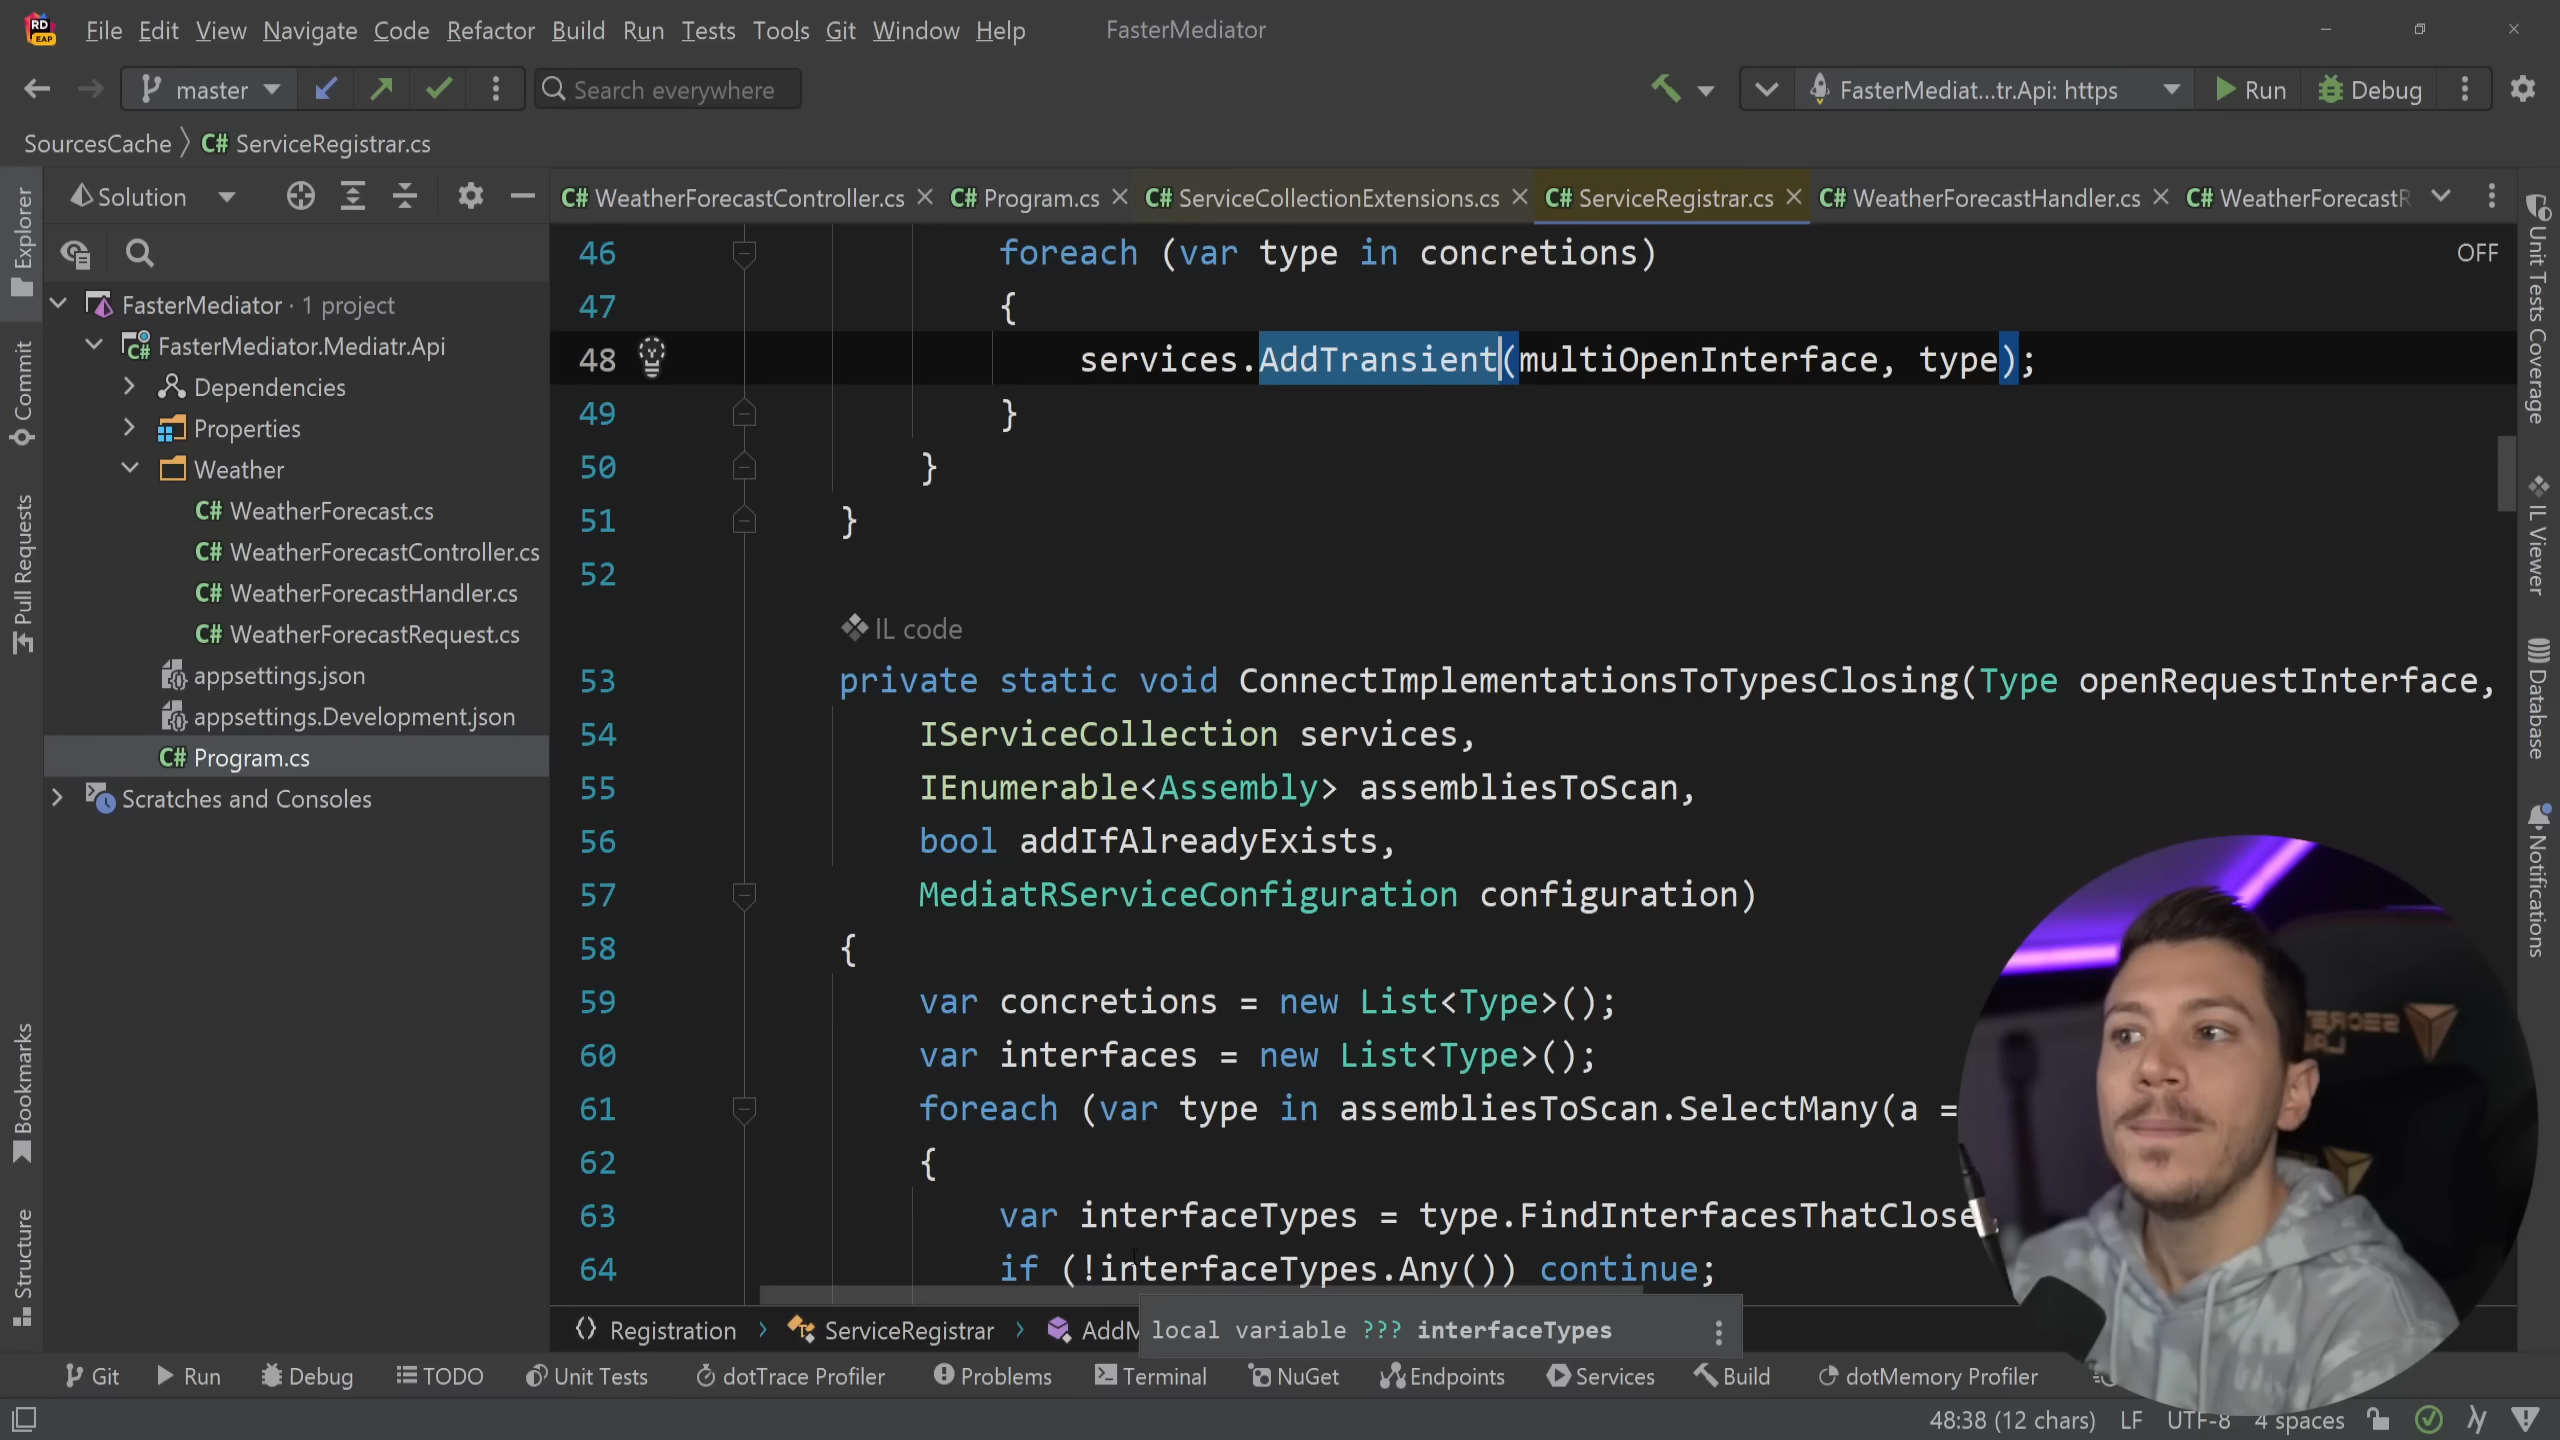 RD
EAP
File Edit View Navigate Code Refactor Build Run Tests Tools Git Window Help FasterMediator
master Search everywhere FasterMediat...tr.Api: https Run Debug
SourcesCache C# ServiceRegistrar.cs
Solution
C# WeatherForecastController.cs C# Program.cs C# ServiceCollectionExtensions.cs C# ServiceRegistrar.cs C# WeatherForecastHandler.cs C# WeatherForecastR
Explorer
Commit
Pull Requests
Bookmarks
Structure
FasterMediator · 1 project
FasterMediator.Mediatr.Api
Dependencies
Properties
Weather
C# WeatherForecast.cs
C# WeatherForecastController.cs
C# WeatherForecastHandler.cs
C# WeatherForecastRequest.cs
appsettings.json
appsettings.Development.json
C# Program.cs
Scratches and Consoles
46 foreach (var type in concretions) OFF
47 {
48 services.AddTransient(multiOpenInterface, type);
49 }
50 }
51 }
52
IL code
53 private static void ConnectImplementationsToTypesClosing(Type openRequestInterface,
54 IServiceCollection services,
55 IEnumerable<Assembly> assembliesToScan,
56 bool addIfAlreadyExists,
57 MediatRServiceConfiguration configuration)
58 {
59 var concretions = new List<Type>();
60 var interfaces = new List<Type>();
61 foreach (var type in assembliesToScan.SelectMany(a =
62 {
63 var interfaceTypes = type.FindInterfacesThatClose
64 if (!interfaceTypes.Any()) continue;
Unit Tests Coverage
IL Viewer
Database
Notifications
Registration ServiceRegistrar AddM
local variable ??? interfaceTypes
Git Run Debug TODO Unit Tests dotTrace Profiler Problems Terminal NuGet Endpoints Services Build dotMemory Profiler
48:38 (12 chars) LF UTF-8 4 spaces